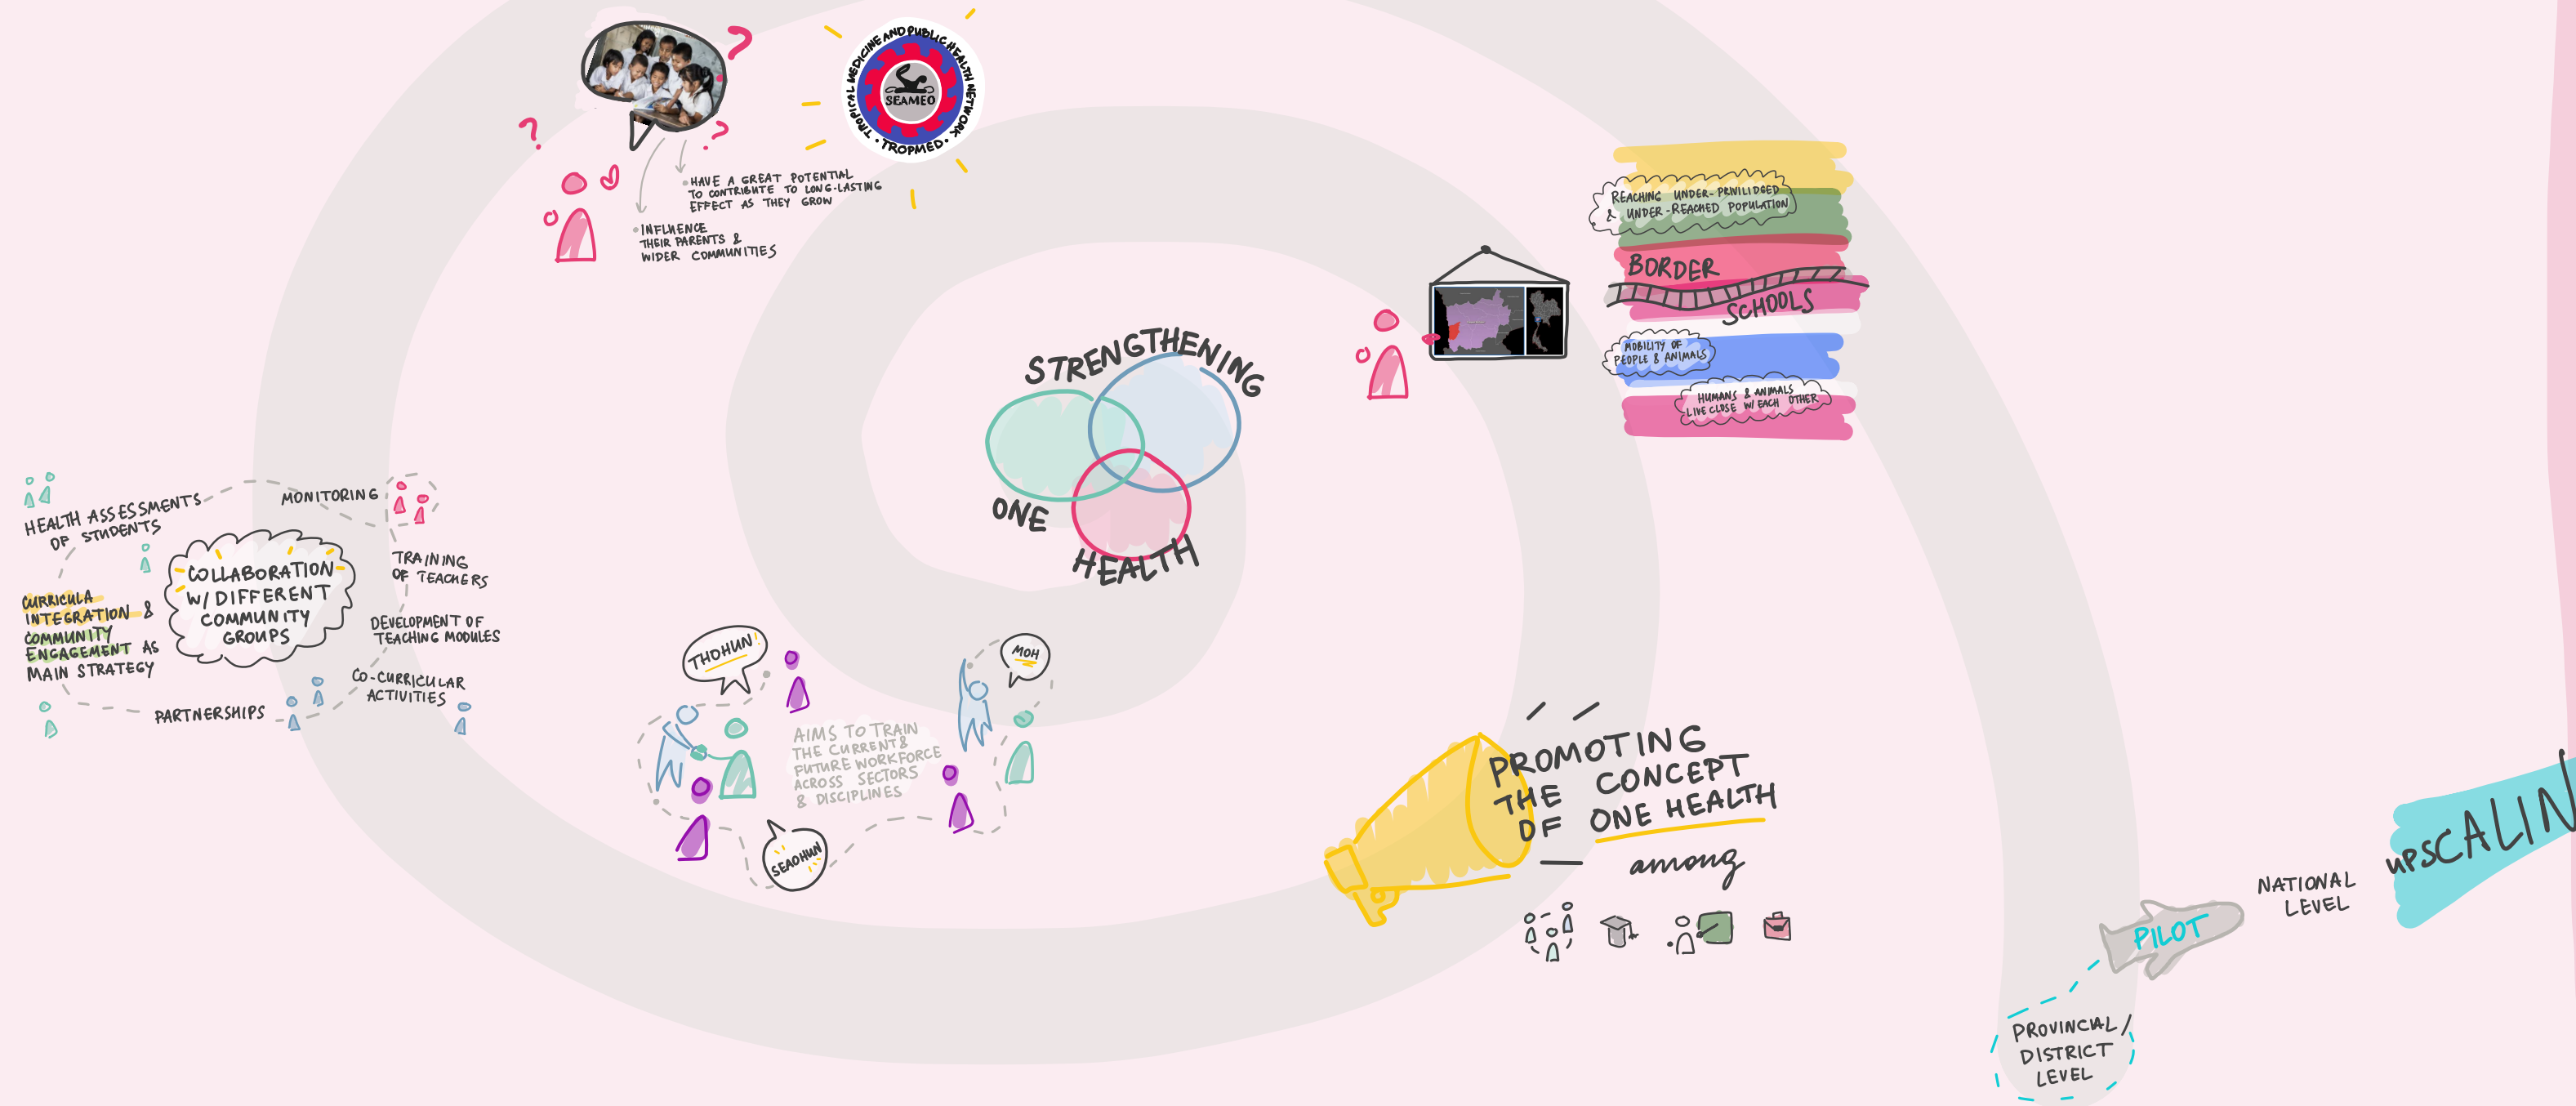 TROPICAL MEDICINE AND PUBLIC HEALTH NETWORK
• TROPMED •
SEAMEO
• HAVE A GREAT POTENTIAL
TO CONTRIBUTE TO LONG-LASTING
EFFECT AS THEY GROW
• INFLUENCE
THEIR PARENTS &
WIDER COMMUNITIES
REACHING UNDER-PRIVILIDGED
& UNDER-REACHED POPULATION
BORDER
SCHOOLS
MOBILITY OF
PEOPLE & ANIMALS
HUMANS & ANIMALS
LIVE CLOSE W/ EACH OTHER
STRENGTHENING
ONE
HEALTH
HEALTH ASSESSMENTS
OF STUDENTS
MONITORING
TRAINING
OF TEACHERS
DEVELOPMENT OF
TEACHING MODULES
CO-CURRICULAR
ACTIVITIES
PARTNERSHIPS
CURRICULA
INTEGRATION &
COMMUNITY
ENGAGEMENT AS
MAIN STRATEGY
COLLABORATION
W/ DIFFERENT
COMMUNITY
GROUPS
THOHUN
MOH
AIMS TO TRAIN
THE CURRENT &
FUTURE WORKFORCE
ACROSS SECTORS
& DISCIPLINES
SEAOHUN
PROMOTING
THE CONCEPT
OF ONE HEALTH
among
PROVINCIAL /
DISTRICT
LEVEL
PILOT
NATIONAL
LEVEL
UPSCALIN